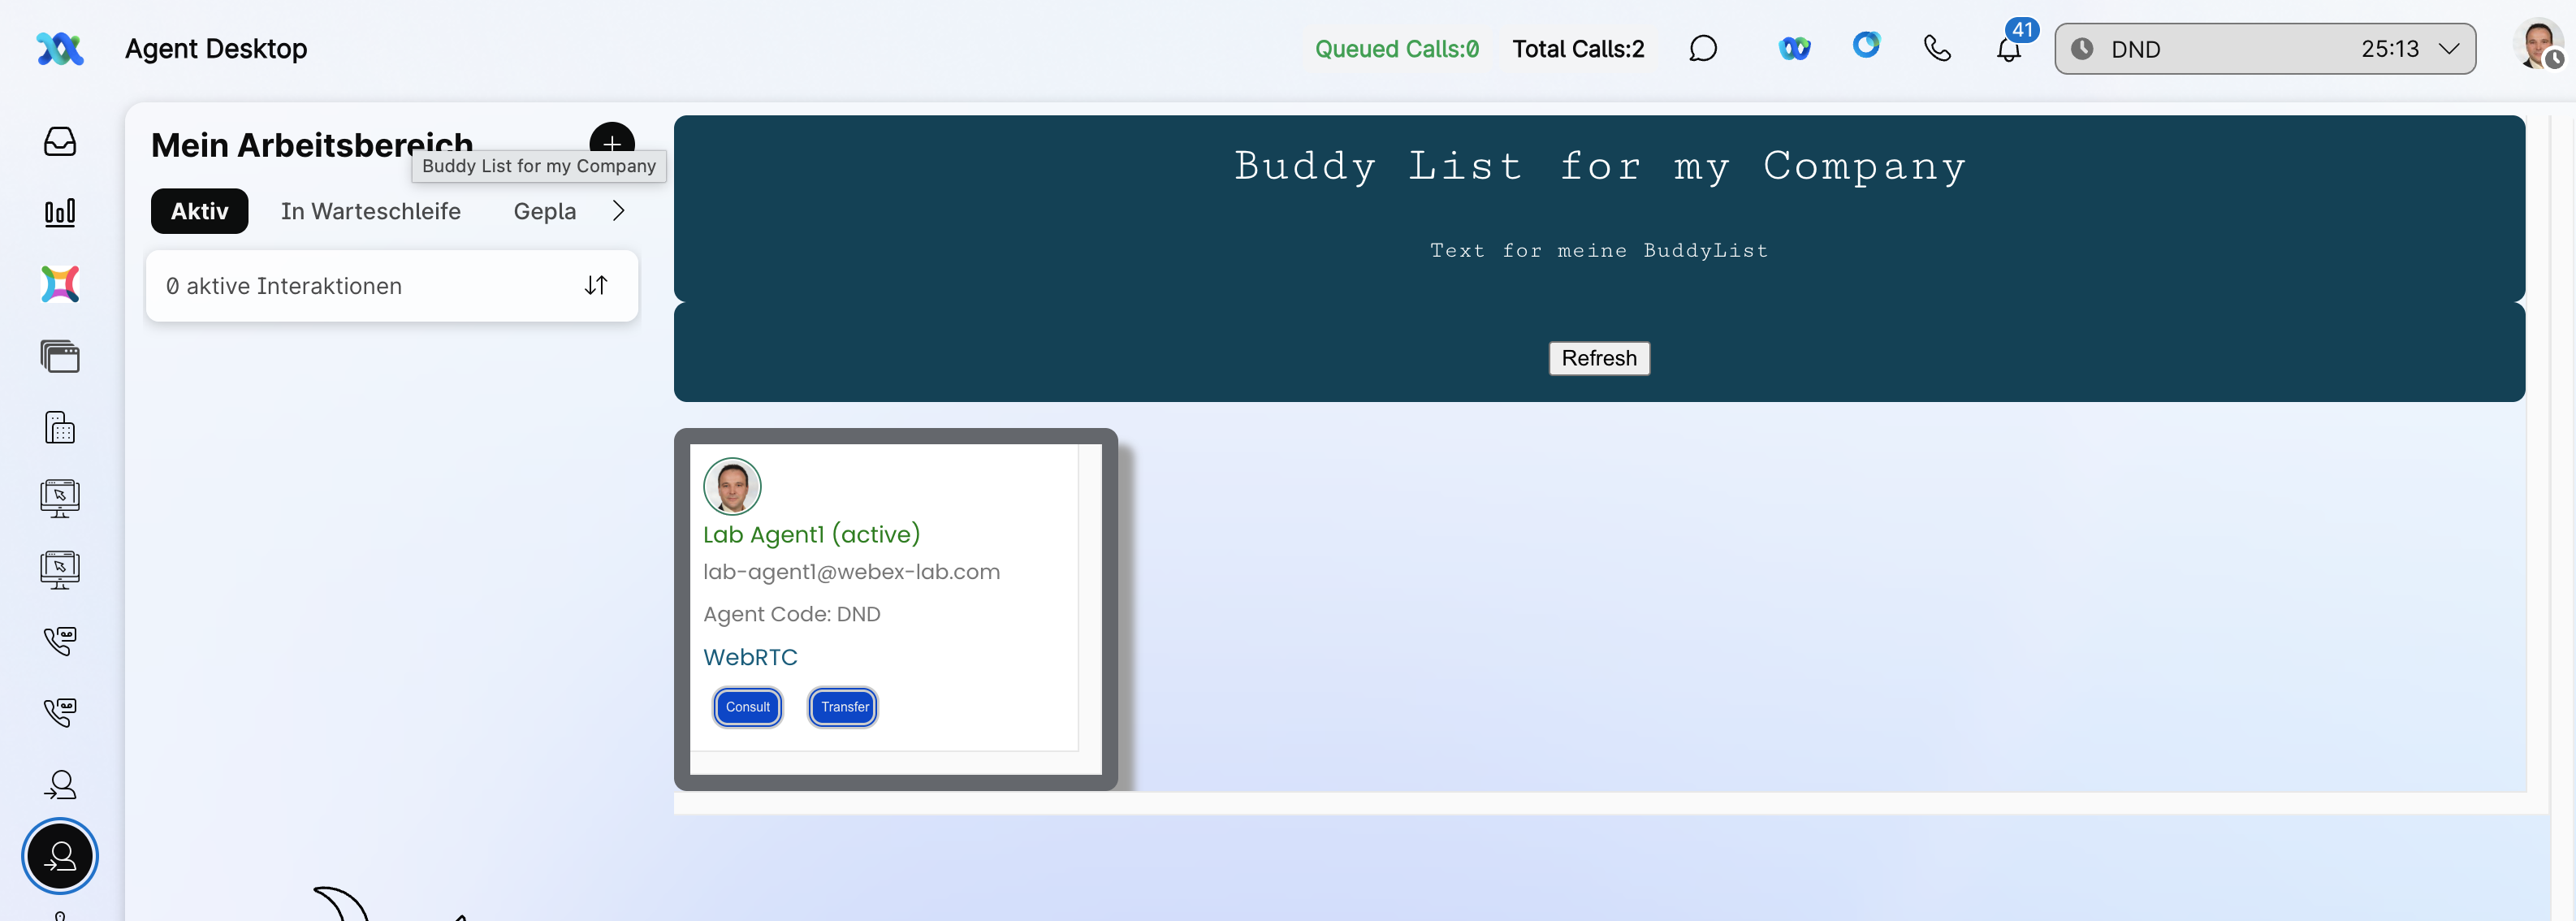 Agent Desktop
Queued Calls:0
Total Calls:2
41
DND
25:13
Mein Arbeitsbereich
Buddy List for my Company
Aktiv
In Warteschleife
Gepla
0 aktive Interaktionen
Buddy List for my Company
Text for meine BuddyList
Refresh
Lab Agent1 (active)
lab-agent1@webex-lab.com
Agent Code: DND
WebRTC
Consult
Transfer